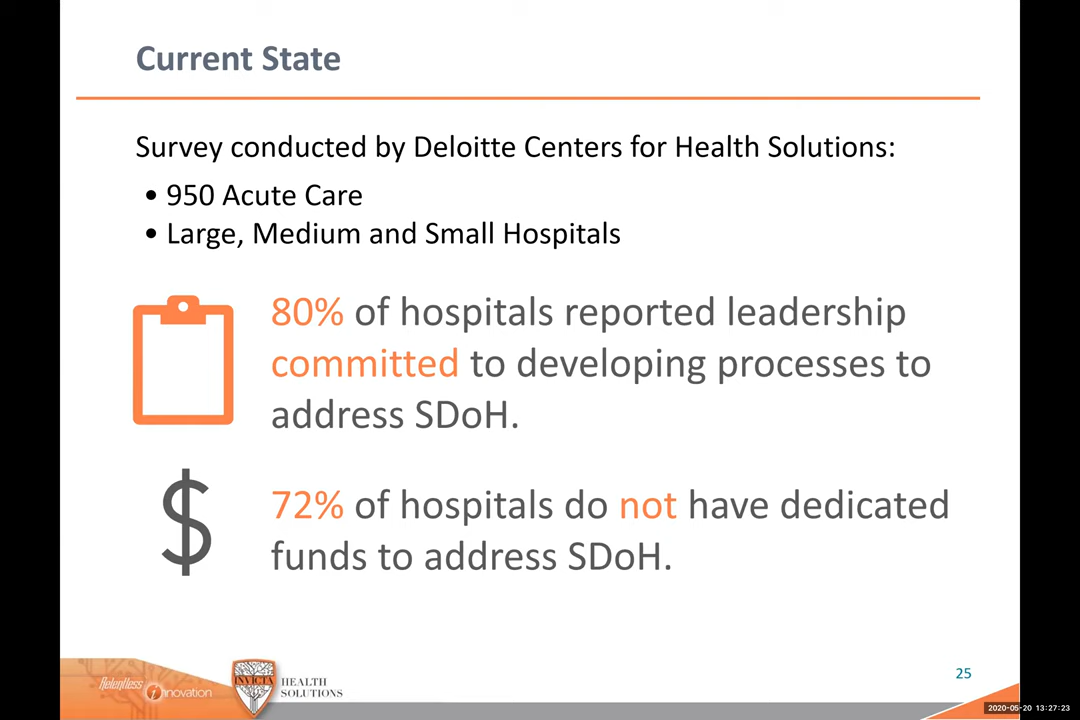 Current State
Survey conducted by Deloitte Centers for Health Solutions:
• 950 Acute Care
• Large, Medium and Small Hospitals
80% of hospitals reported leadership
committed to developing processes to
address SDoH.
$
72% of hospitals do not have dedicated
funds to address SDoH.
Relentless innovation
INVICTA
HEALTH
SOLUTIONS
25
2020-05-20 13:27:23